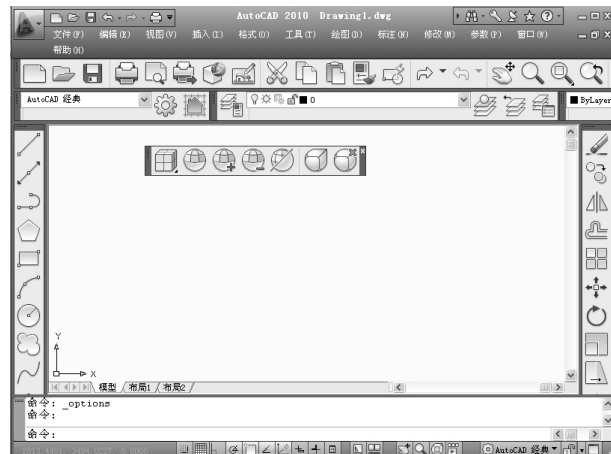 AutoCAD 2010 Drawing1.dwg
文件(F) 编辑(E) 视图(V) 插入(I) 格式(O) 工具(T) 绘图(D) 标注(N) 修改(M) 参数(P) 窗口(W)
帮助(H)
AutoCAD 经典 0 ByLayer
Y
X
模型 布局1 布局2
命令: _options
命令:
命令:
AutoCAD 经典